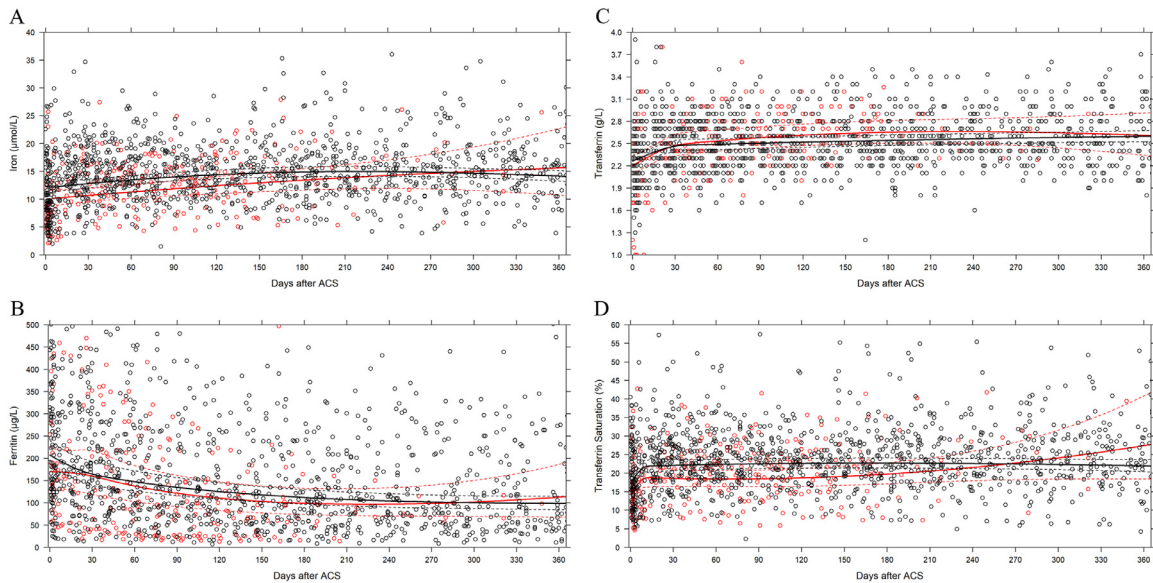 A
40
35
30
25
20
15
10
5
0
Iron (µmol/L)
0 30 60 90 120 150 180 210 240 270 300 330 360
Days after ACS
C
4.0
3.7
3.4
3.1
2.8
2.5
2.2
1.9
1.6
1.3
1.0
Transferrin (g/L)
0 30 60 90 120 150 180 210 240 270 300 330 360
Days after ACS
B
500
450
400
350
300
250
200
150
100
50
0
Ferritin (µg/L)
0 30 60 90 120 150 180 210 240 270 300 330 360
Days after ACS
D
60
55
50
45
40
35
30
25
20
15
10
5
0
Transferrin Saturation (%)
0 30 60 90 120 150 180 210 240 270 300 330 360
Days after ACS